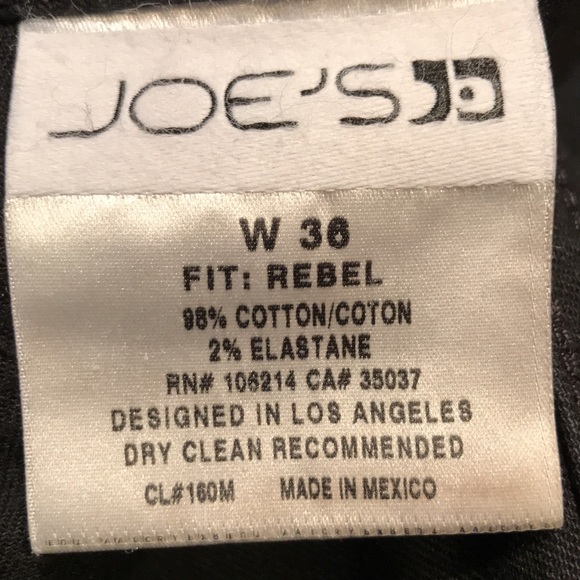 JOE'S
W 36
FIT: REBEL
98% COTTON/COTON
2% ELASTANE
RN# 106214 CA# 35037
DESIGNED IN LOS ANGELES
DRY CLEAN RECOMMENDED
CL#160M MADE IN MEXICO